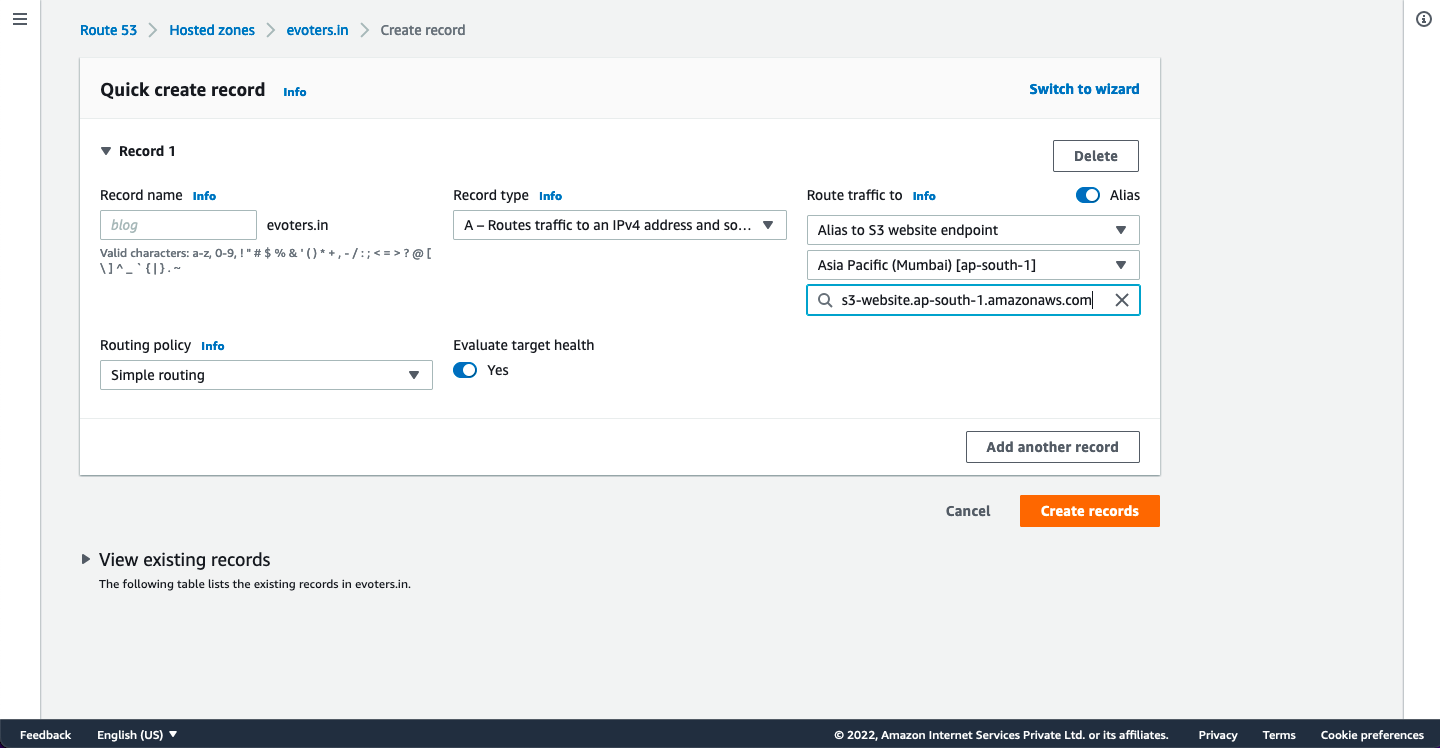 Route 53 Hosted zones evoters.in Create record
Quick create record Info Switch to wizard
Record 1 Delete
Record name Info Record type Info Route traffic to Info Alias
blog evoters.in A – Routes traffic to an IPv4 address and so... Alias to S3 website endpoint
Valid characters: a-z, 0-9, ! " # $ % & ' ( ) * + , - / : ; < = > ? @ [
\ ] ^ _ ` { | } . ~
Asia Pacific (Mumbai) [ap-south-1]
s3-website.ap-south-1.amazonaws.com
Routing policy Info Evaluate target health
Simple routing Yes
Add another record
Cancel Create records
View existing records
The following table lists the existing records in evoters.in.
Feedback English (US) © 2022, Amazon Internet Services Private Ltd. or its affiliates. Privacy Terms Cookie preferences